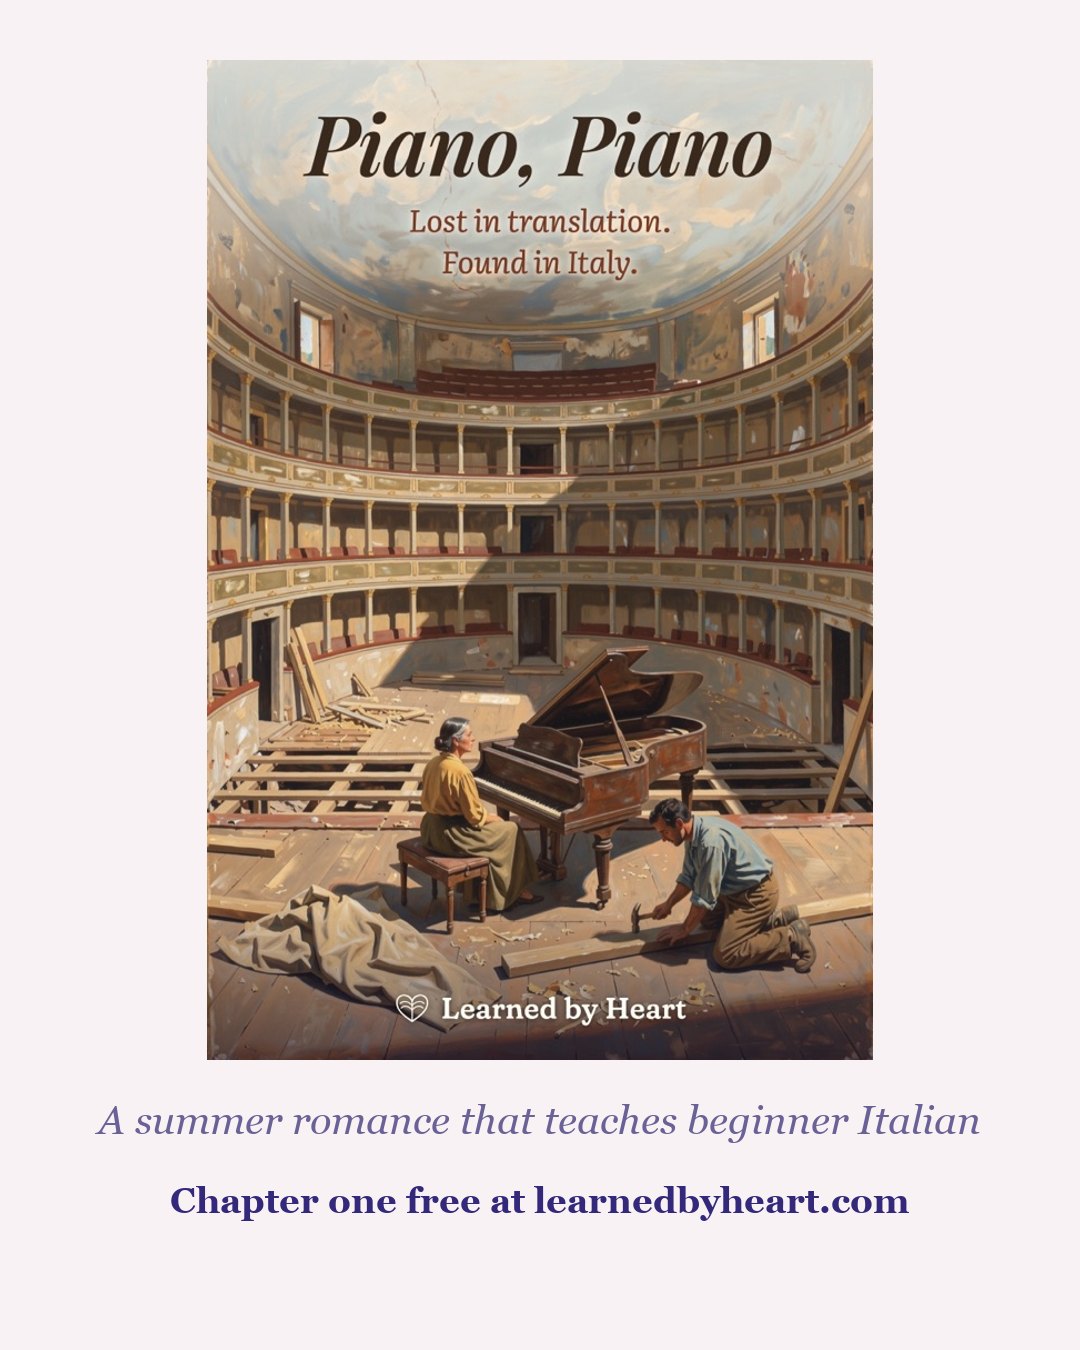 Piano, Piano
Lost in translation.
Found in Italy.
Learned by Heart
A summer romance that teaches beginner Italian
Chapter one free at learnedbyheart.com